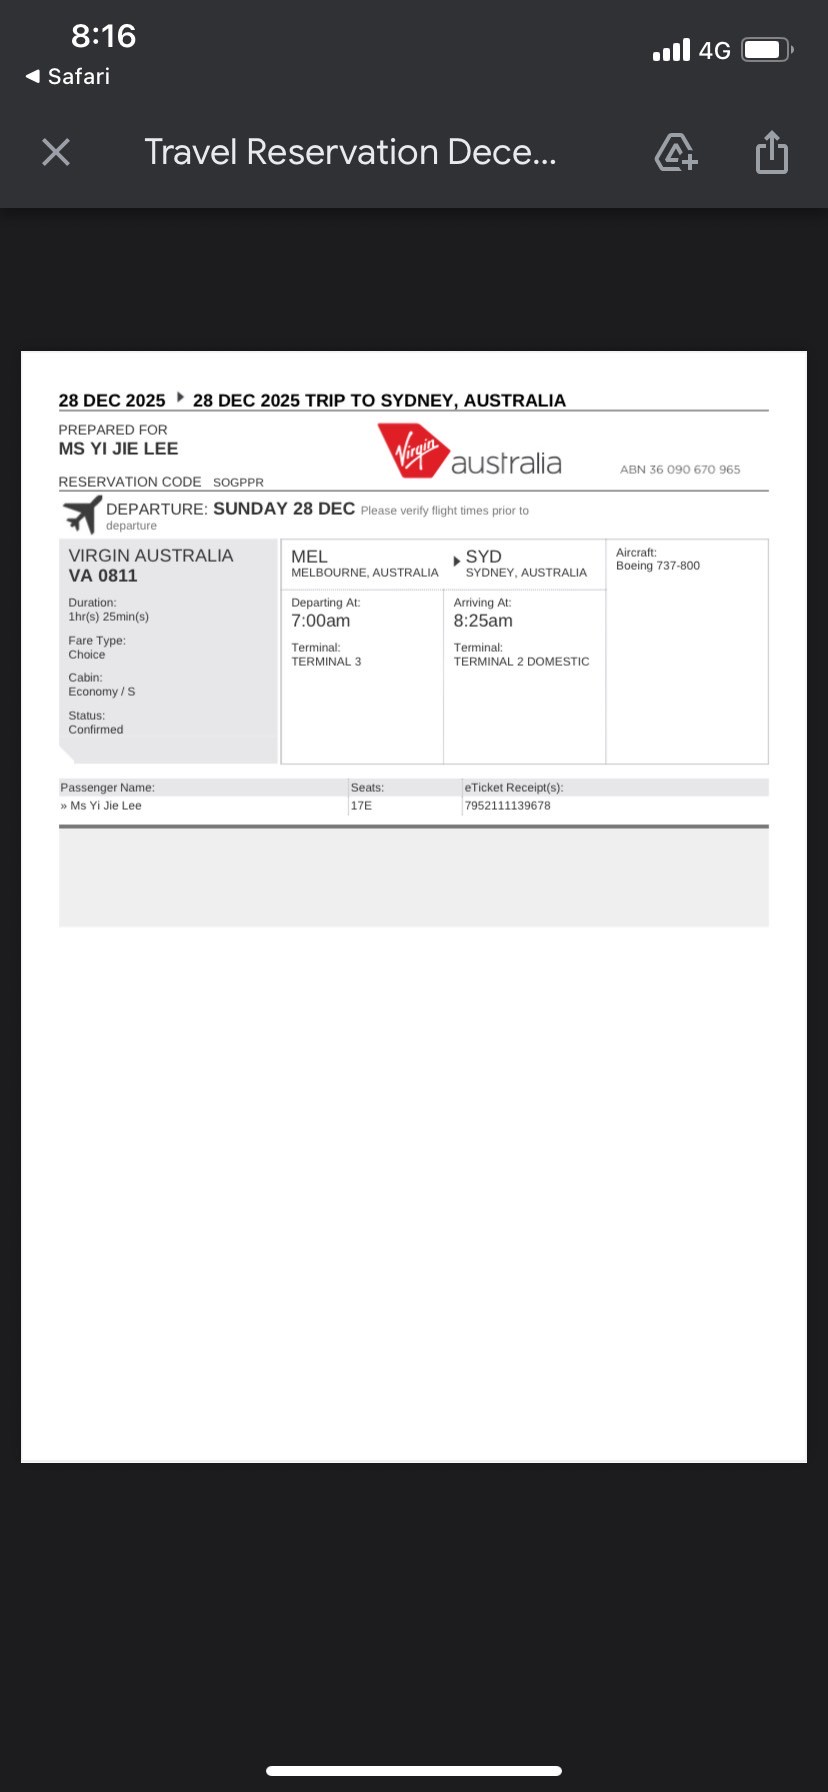 8:16
4G
◀ Safari
Travel Reservation Dece...
28 DEC 2025 ▶ 28 DEC 2025 TRIP TO SYDNEY, AUSTRALIA
PREPARED FOR
MS YI JIE LEE
Virgin australia
ABN 36 090 670 965
RESERVATION CODE SOGPPR
DEPARTURE: SUNDAY 28 DEC Please verify flight times prior to
departure
VIRGIN AUSTRALIA
VA 0811
Duration:
1hr(s) 25min(s)
Fare Type:
Choice
Cabin:
Economy / S
Status:
Confirmed
MEL
MELBOURNE, AUSTRALIA
▶ SYD
SYDNEY, AUSTRALIA
Departing At:
7:00am
Terminal:
TERMINAL 3
Arriving At:
8:25am
Terminal:
TERMINAL 2 DOMESTIC
Aircraft:
Boeing 737-800
Passenger Name: Seats: eTicket Receipt(s):
» Ms Yi Jie Lee 17E 7952111139678